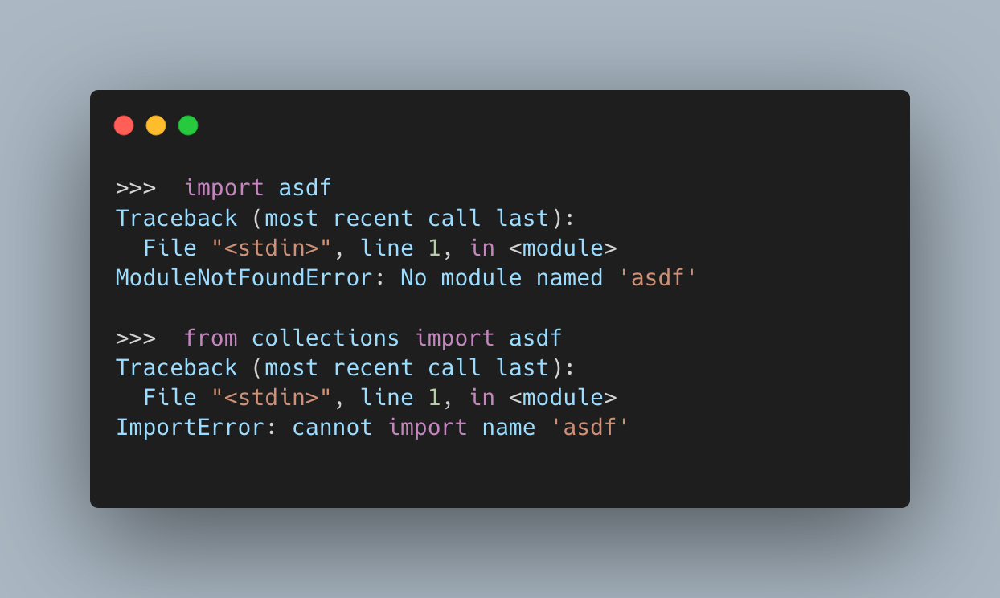 >>>  import asdf
Traceback (most recent call last):
  File "<stdin>", line 1, in <module>
ModuleNotFoundError: No module named 'asdf'

>>>  from collections import asdf
Traceback (most recent call last):
  File "<stdin>", line 1, in <module>
ImportError: cannot import name 'asdf'